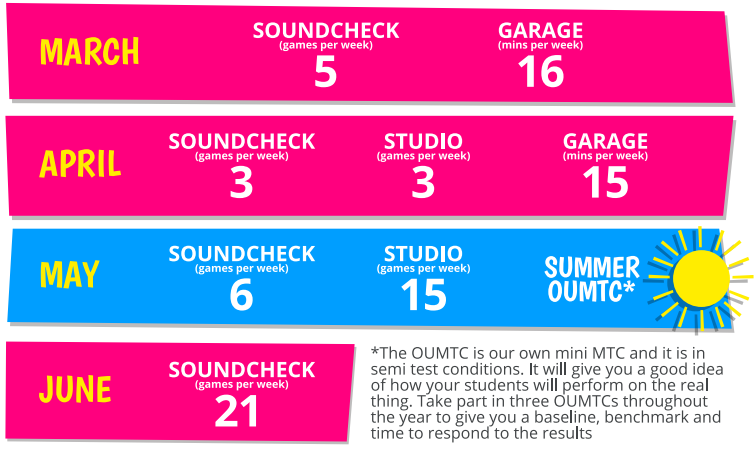 MARCH
SOUNDCHECK
(games per week)
5
GARAGE
(mins per week)
16
APRIL
SOUNDCHECK
(games per week)
3
STUDIO
(games per week)
3
GARAGE
(mins per week)
15
MAY
SOUNDCHECK
(games per week)
6
STUDIO
(games per week)
15
SUMMER
OUMTC*
JUNE
SOUNDCHECK
(games per week)
21
*The OUMTC is our own mini MTC and it is in
semi test conditions. It will give you a good idea
of how your students will perform on the real
thing. Take part in three OUMTCs throughout
the year to give you a baseline, benchmark and
time to respond to the results